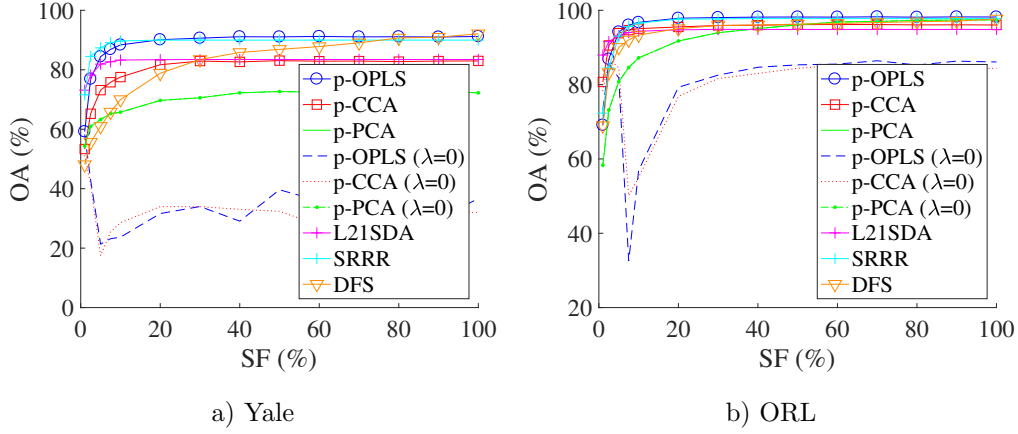 100
80
60
40
20
0
OA (%)
0
20
40
60
80
100
SF (%)
p-OPLS
p-CCA
p-PCA
p-OPLS (λ=0)
p-CCA (λ=0)
p-PCA (λ=0)
L21SDA
SRRR
DFS
a) Yale
100
80
60
40
20
OA (%)
0
20
40
60
80
100
SF (%)
p-OPLS
p-CCA
p-PCA
p-OPLS (λ=0)
p-CCA (λ=0)
p-PCA (λ=0)
L21SDA
SRRR
DFS
b) ORL